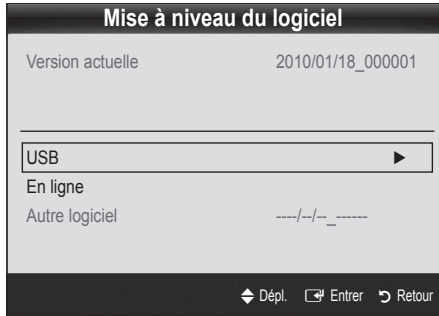 Mise à niveau du logiciel
Version actuelle 2010/01/18_000001
USB ►
En ligne
Autre logiciel ----/--/--_------
Dépl. Entrer Retour